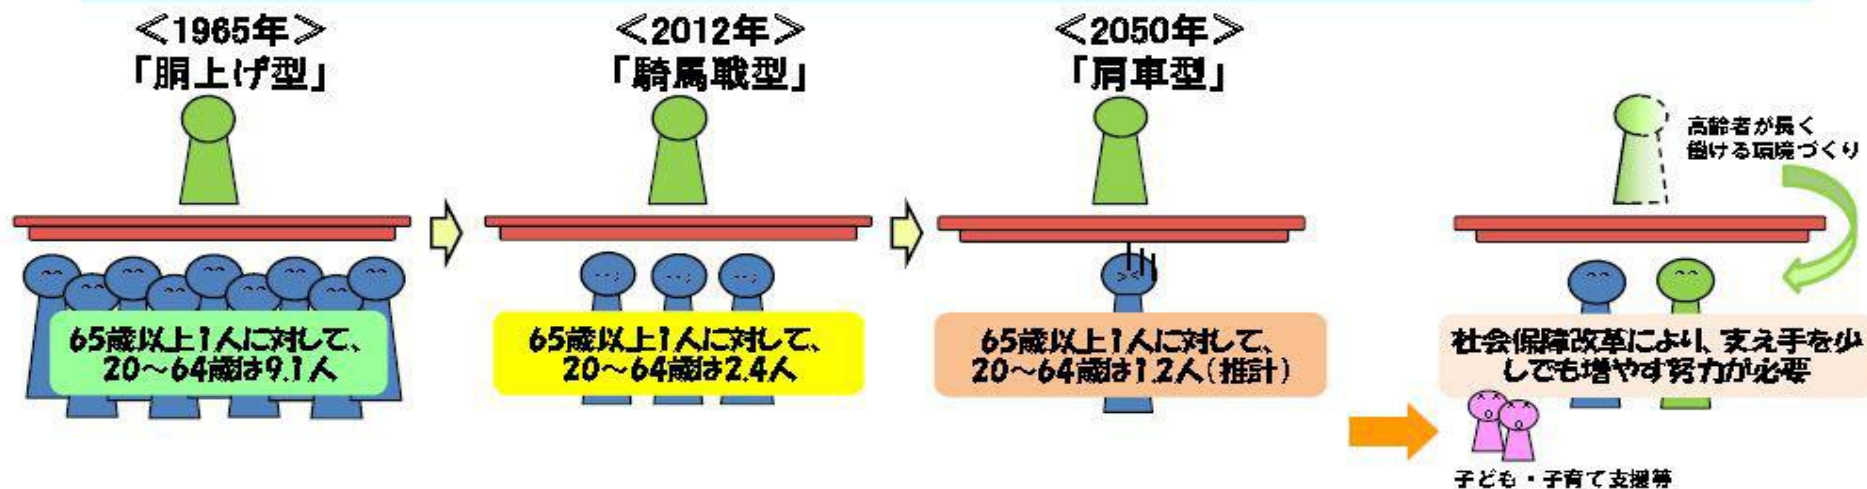 ＜1965年＞
「胴上げ型」
＜2012年＞
「騎馬戦型」
＜2050年＞
「肩車型」
高齢者が長く
働ける環境づくり
65歳以上1人に対して、
20～64歳は9.1人
65歳以上1人に対して、
20～64歳は2.4人
65歳以上1人に対して、
20～64歳は1.2人（推計）
社会保障改革により、支え手を少
しでも増やす努力が必要
子ども・子育て支援等